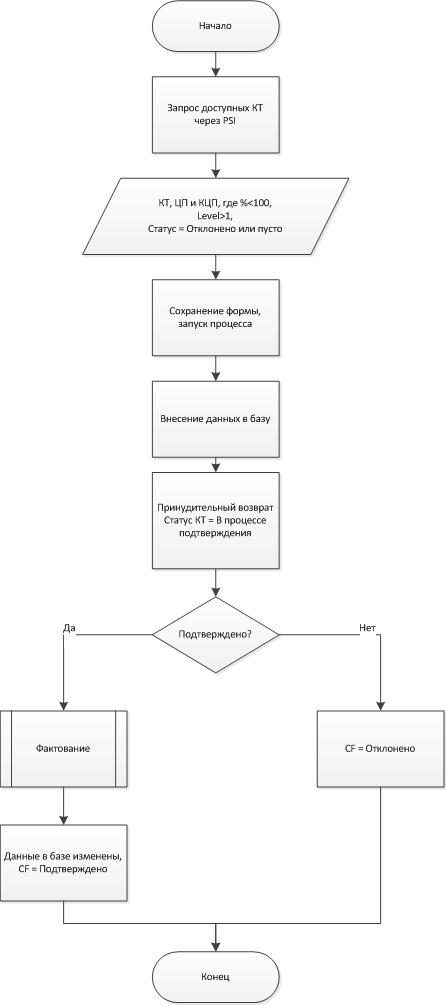 Начало
Запрос доступных КТ
через PSI
КТ, ЦП и КЦП, где %<100,
Level>1,
Статус = Отклонено или пусто
Сохранение формы,
запуск процесса
Внесение данных в базу
Принудительный возврат
Статус КТ = В процессе
подтверждения
Подтверждено?
Да
Нет
Фактование
CF = Отклонено
Данные в базе изменены,
CF = Подтверждено
Конец